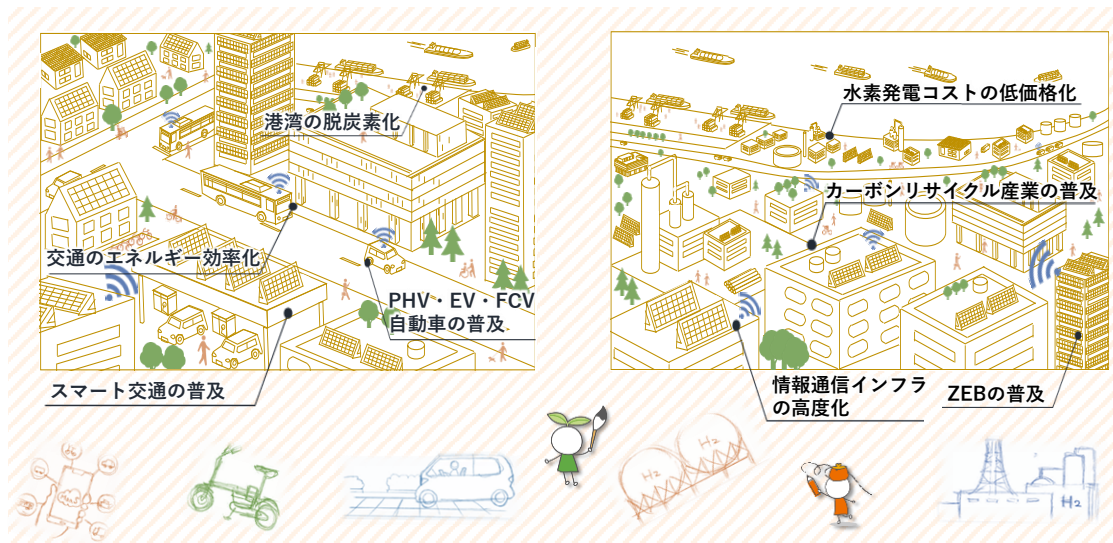 港湾の脱炭素化
交通のエネルギー効率化
PHV・EV・FCV
自動車の普及
スマート交通の普及
水素発電コストの低価格化
カーボンリサイクル産業の普及
情報通信インフラ
の高度化
ZEBの普及
H2
H2
H2